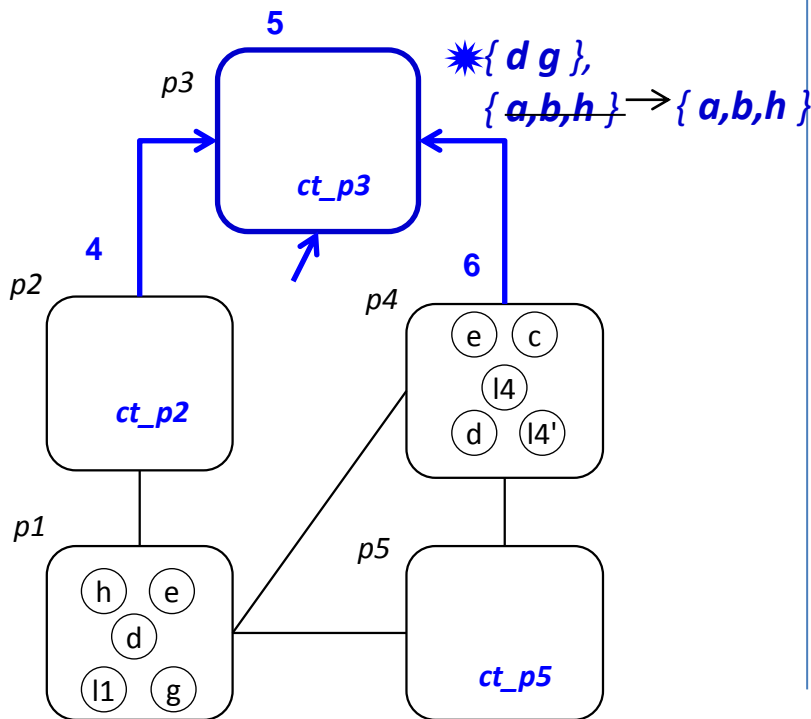 5
p3
{ d g },
{ a,b,h } → { a,b,h }
ct_p3
4
6
p2
p4
e c
l4
ct_p2
d l4'
p1
p5
h e
d
l1 g
ct_p5